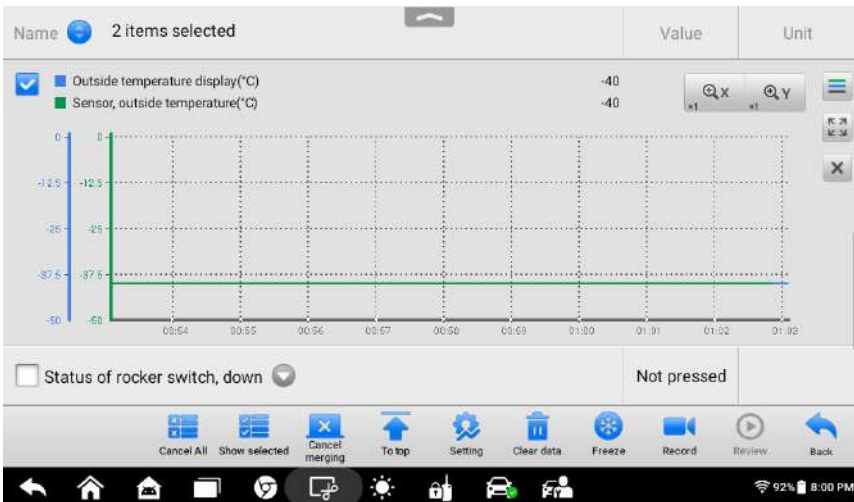 Name 2 items selected Value Unit
Outside temperature display(°C) -40
Sensor, outside temperature(°C) -40
X Y
×1 ×1
0 0
-12.5 -12.5
-25 -25
-37.5 -37.5
-50 -50
00:54 00:55 00:56 00:57 00:58 00:59 01:00 01:01 01:02 01:03
Status of rocker switch, down Not pressed
Cancel All Show selected Cancel merging To top Setting Clear data Freeze Record Review Back
92% 8:00 PM